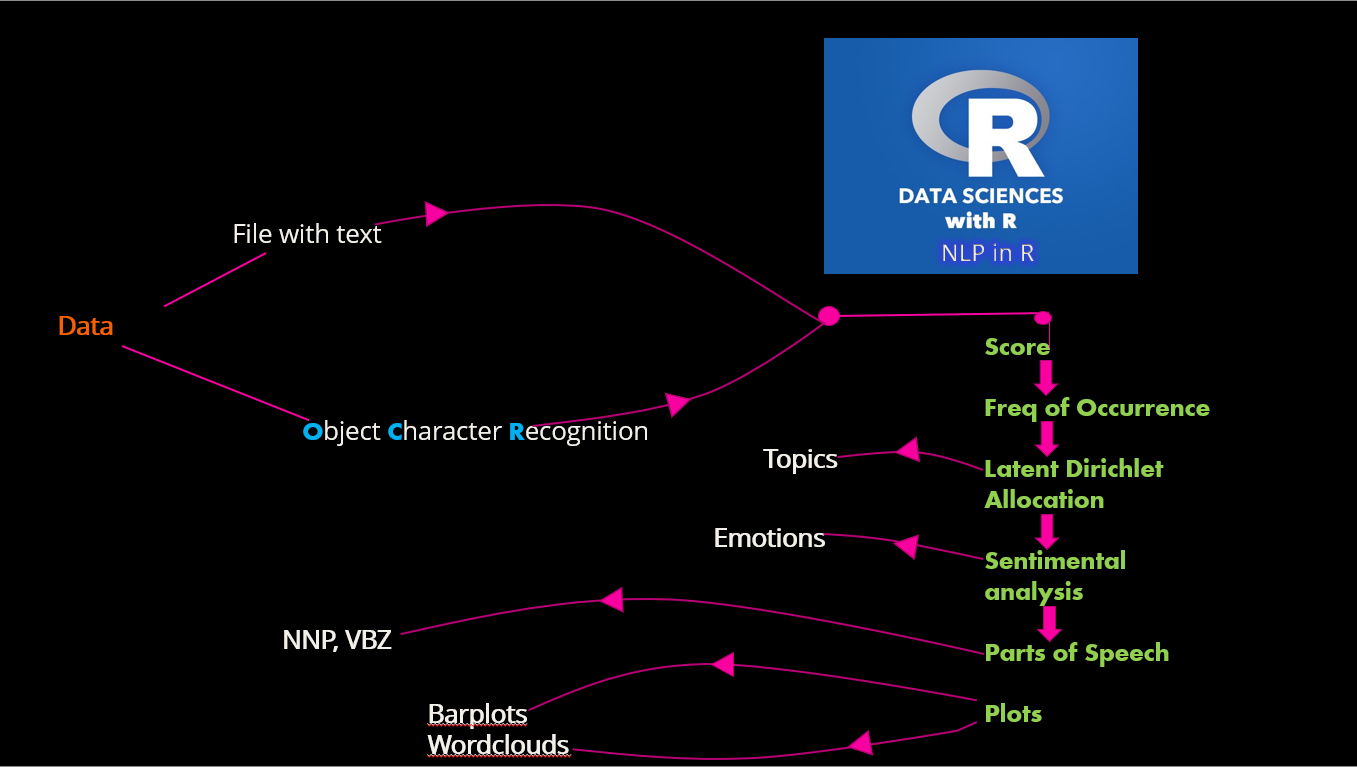 R
DATA SCIENCES
with R
NLP in R
File with text
Data
Object Character Recognition
Score
Freq of Occurrence
Latent Dirichlet
Allocation
Topics
Emotions
Sentimental
analysis
NNP, VBZ
Parts of Speech
Plots
Barplots
Wordclouds